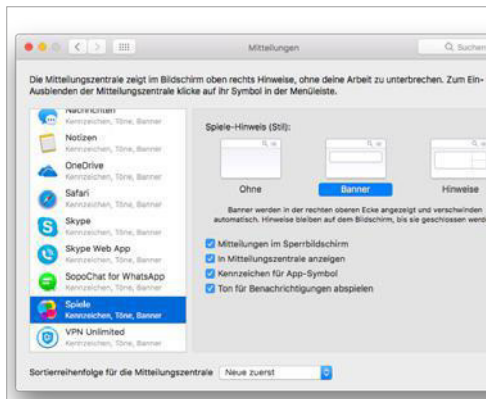 Mitteilungen
Suchen
Die Mitteilungszentrale zeigt im Bildschirm oben rechts Hinweise, ohne deine Arbeit zu unterbrechen. Zum Ein-
Ausblenden der Mitteilungszentrale klicke auf ihr Symbol in der Menüleiste.
Nachrichten
Kennzeichen, Töne, Banner
Notizen
Kennzeichen, Töne, Banner
OneDrive
Kennzeichen, Töne, Banner
Safari
Kennzeichen, Töne, Banner
Skype
Kennzeichen, Töne, Banner
Skype Web App
Kennzeichen, Töne, Banner
SopoChat for WhatsApp
Kennzeichen, Töne, Banner
Spiele
Kennzeichen, Töne, Banner
VPN Unlimited
Kennzeichen, Töne, Banner
Spiele-Hinweis (Stil):
Ohne
Banner
Hinweise
Banner werden in der rechten oberen Ecke angezeigt und verschwinden
automatisch. Hinweise bleiben auf dem Bildschirm, bis sie geschlossen werd
Mitteilungen im Sperrbildschirm
In Mitteilungszentrale anzeigen
Kennzeichen für App-Symbol
Ton für Benachrichtigungen abspielen
Sortierreihenfolge für die Mitteilungszentrale
Neue zuerst